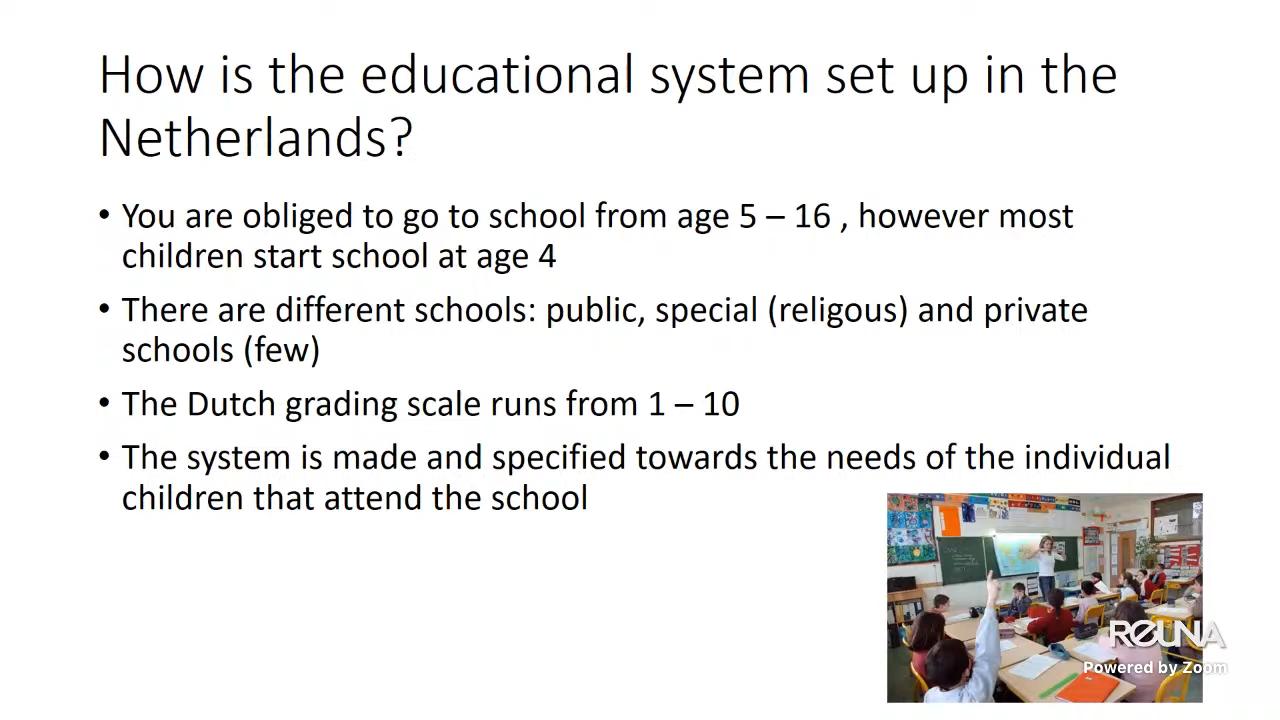 How is the educational system set up in the
Netherlands?
• You are obliged to go to school from age 5 – 16 , however most
children start school at age 4
• There are different schools: public, special (religous) and private
schools (few)
• The Dutch grading scale runs from 1 – 10
• The system is made and specified towards the needs of the individual
children that attend the school
REUNA
Powered by Zoom